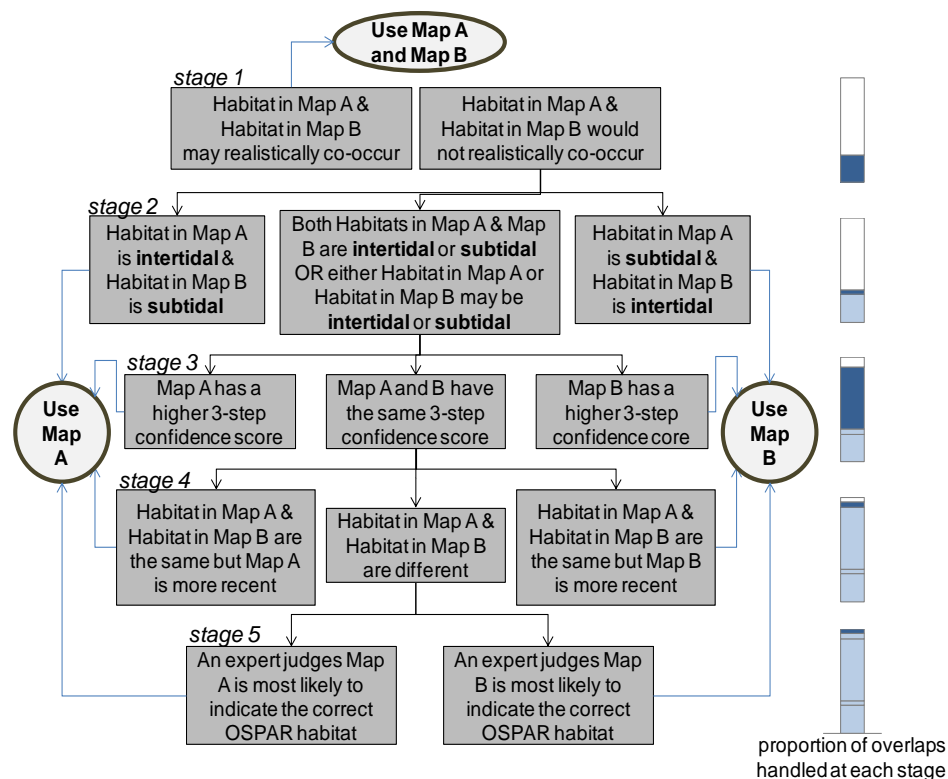 Use Map A
and Map B
stage 1
Habitat in Map A &
Habitat in Map B
may realistically co-occur
Habitat in Map A &
Habitat in Map B would
not realistically co-occur
stage 2
Habitat in Map A
is intertidal &
Habitat in Map B
is subtidal
Both Habitats in Map A & Map
B are intertidal or subtidal
OR either Habitat in Map A or
Habitat in Map B may be
intertidal or subtidal
Habitat in Map A
is subtidal &
Habitat in Map B
is intertidal
stage 3
Use
Map
A
Map A has a
higher 3-step
confidence score
Map A and B have
the same 3-step
confidence score
Map B has a
higher 3-step
confidence core
Use
Map
B
stage 4
Habitat in Map A &
Habitat in Map B are
the same but Map A
is more recent
Habitat in Map A &
Habitat in Map B
are different
Habitat in Map A &
Habitat in Map B are
the same but Map B
is more recent
stage 5
An expert judges Map
A is most likely to
indicate the correct
OSPAR habitat
An expert judges Map
B is most likely to
indicate the correct
OSPAR habitat
proportion of overlaps
handled at each stage